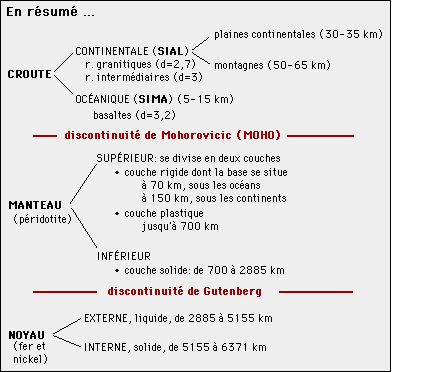 En résumé ...
plaines continentales (30-35 km)
CONTINENTALE (SIAL)
r. granitiques (d=2,7)
montagnes (50-65 km)
r. intermédiaires (d=3)
CROUTE
OCÉANIQUE (SIMA) (5-15 km)
basaltes (d=3,2)
discontinuité de Mohorovicic (MOHO)
SUPÉRIEUR: se divise en deux couches
• couche rigide dont la base se situe
à 70 km, sous les océans
à 150 km, sous les continents
MANTEAU
(péridotite)
• couche plastique
jusqu'à 700 km
INFÉRIEUR
• couche solide: de 700 à 2885 km
discontinuité de Gutenberg
EXTERNE, liquide, de 2885 à 5155 km
NOYAU
(fer et
nickel)
INTERNE, solide, de 5155 à 6371 km